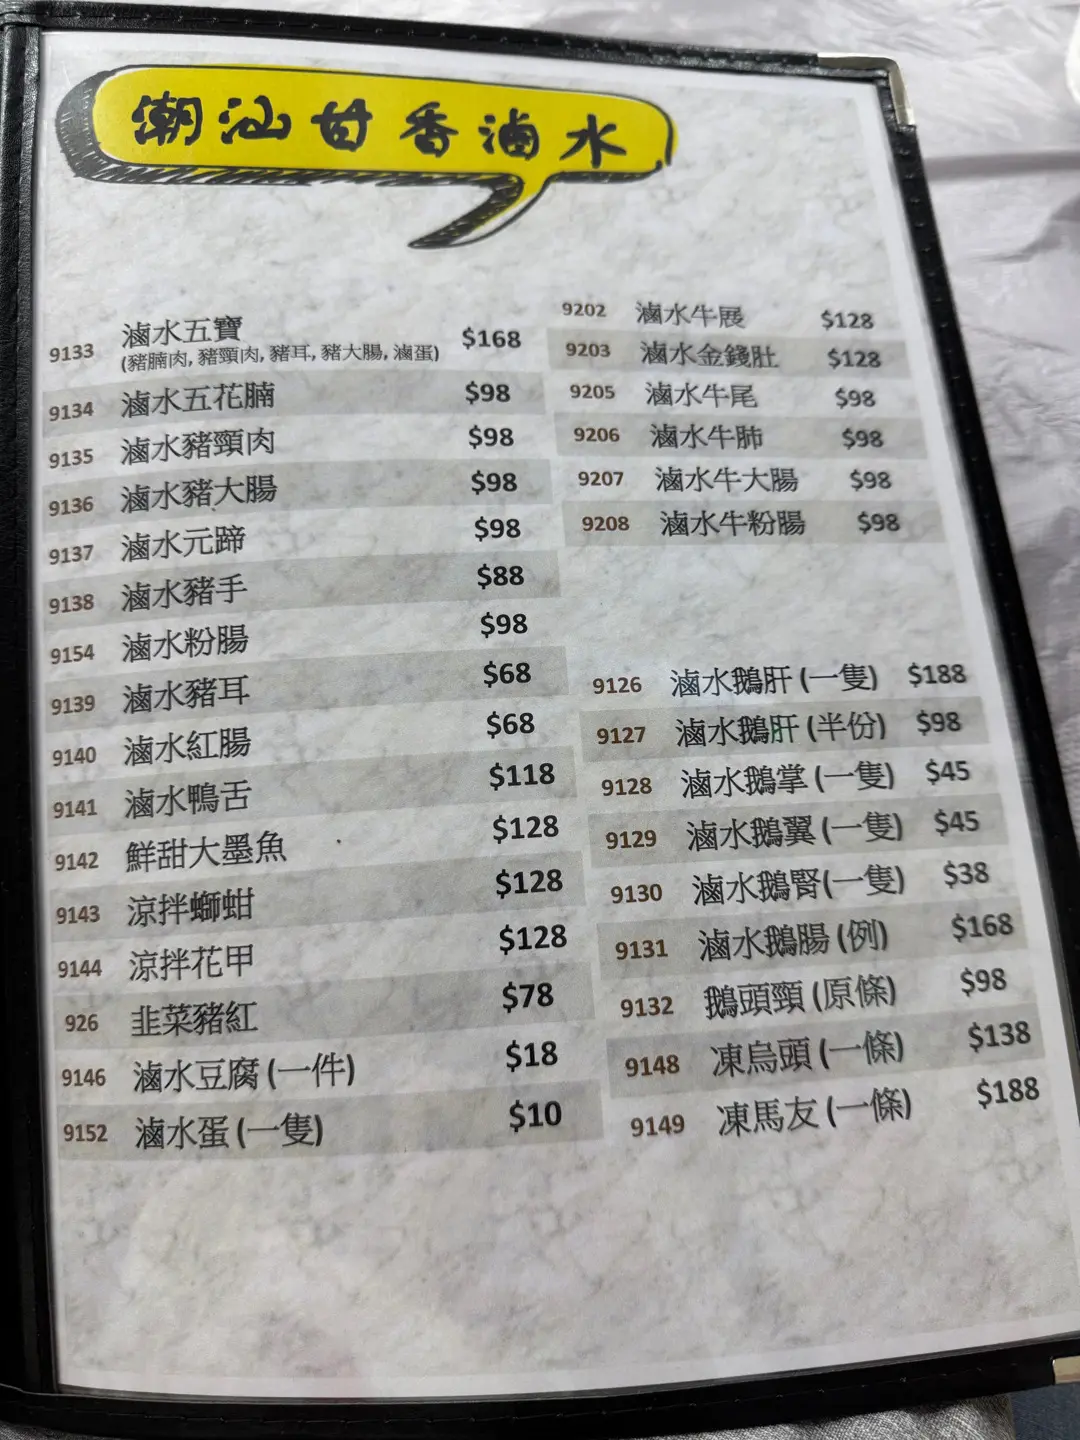 潮汕甘香滷水
9133 滷水五寶 $168
(豬腩肉, 豬頸肉, 豬耳, 豬大腸, 滷蛋)
9134 滷水五花腩 $98
9135 滷水豬頸肉 $98
9136 滷水豬大腸 $98
9137 滷水元蹄 $98
9138 滷水豬手 $88
9154 滷水粉腸 $98
9139 滷水豬耳 $68
9140 滷水紅腸 $68
9141 滷水鴨舌 $118
9142 鮮甜大墨魚 $128
9143 涼拌螄蚶 $128
9144 涼拌花甲 $128
926 韭菜豬紅 $78
9146 滷水豆腐 (一件) $18
9152 滷水蛋 (一隻) $10
9202 滷水牛展 $128
9203 滷水金錢肚 $128
9205 滷水牛尾 $98
9206 滷水牛肺 $98
9207 滷水牛大腸 $98
9208 滷水牛粉腸 $98
9126 滷水鵝肝 (一隻) $188
9127 滷水鵝肝 (半份) $98
9128 滷水鵝掌 (一隻) $45
9129 滷水鵝翼 (一隻) $45
9130 滷水鵝腎 (一隻) $38
9131 滷水鵝腸 (例) $168
9132 鵝頭頸 (原條) $98
9148 凍烏頭 (一條) $138
9149 凍馬友 (一條) $188